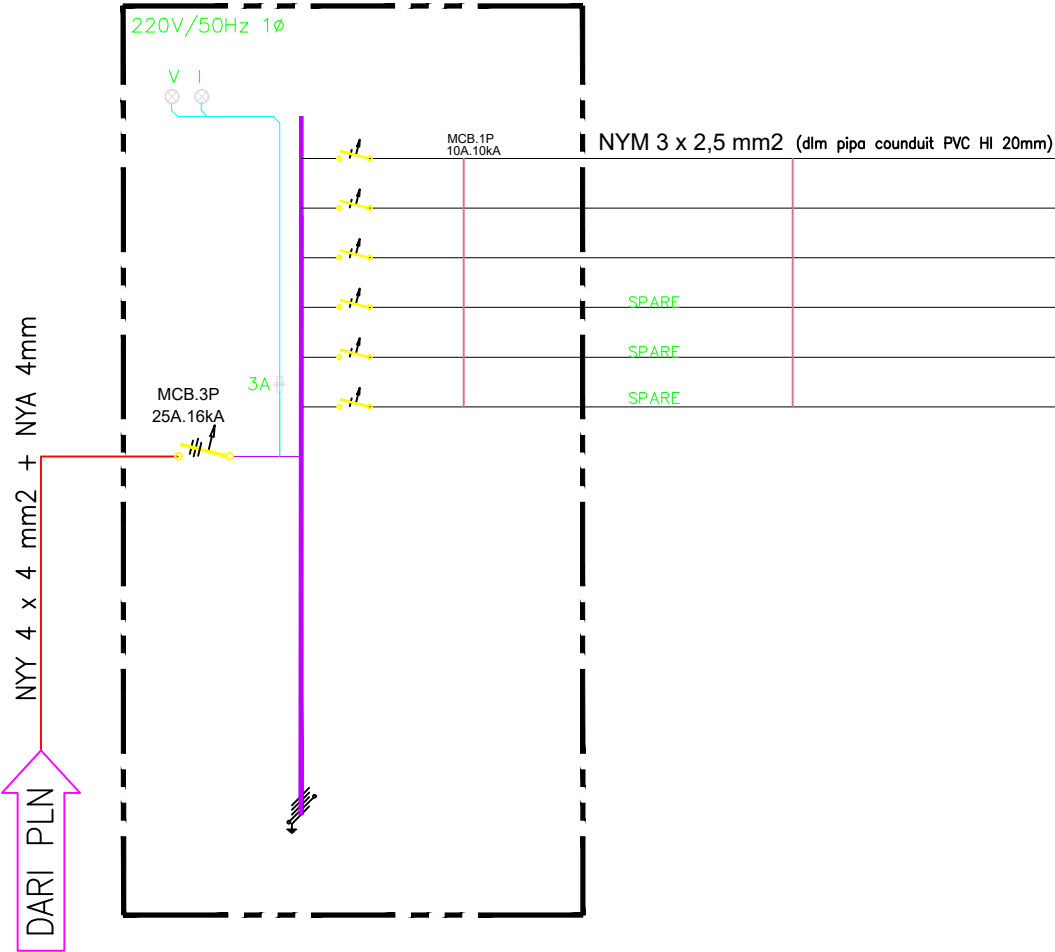 220V/50Hz 1ø
V I
MCB.1P
10A.10kA
NYM 3 x 2,5 mm2 (dlm pipa counduit PVC HI 20mm)
SPARE
SPARE
SPARE
3A
MCB.3P
25A.16kA
NYY 4 x 4 mm2 + NYA 4mm
DARI PLN